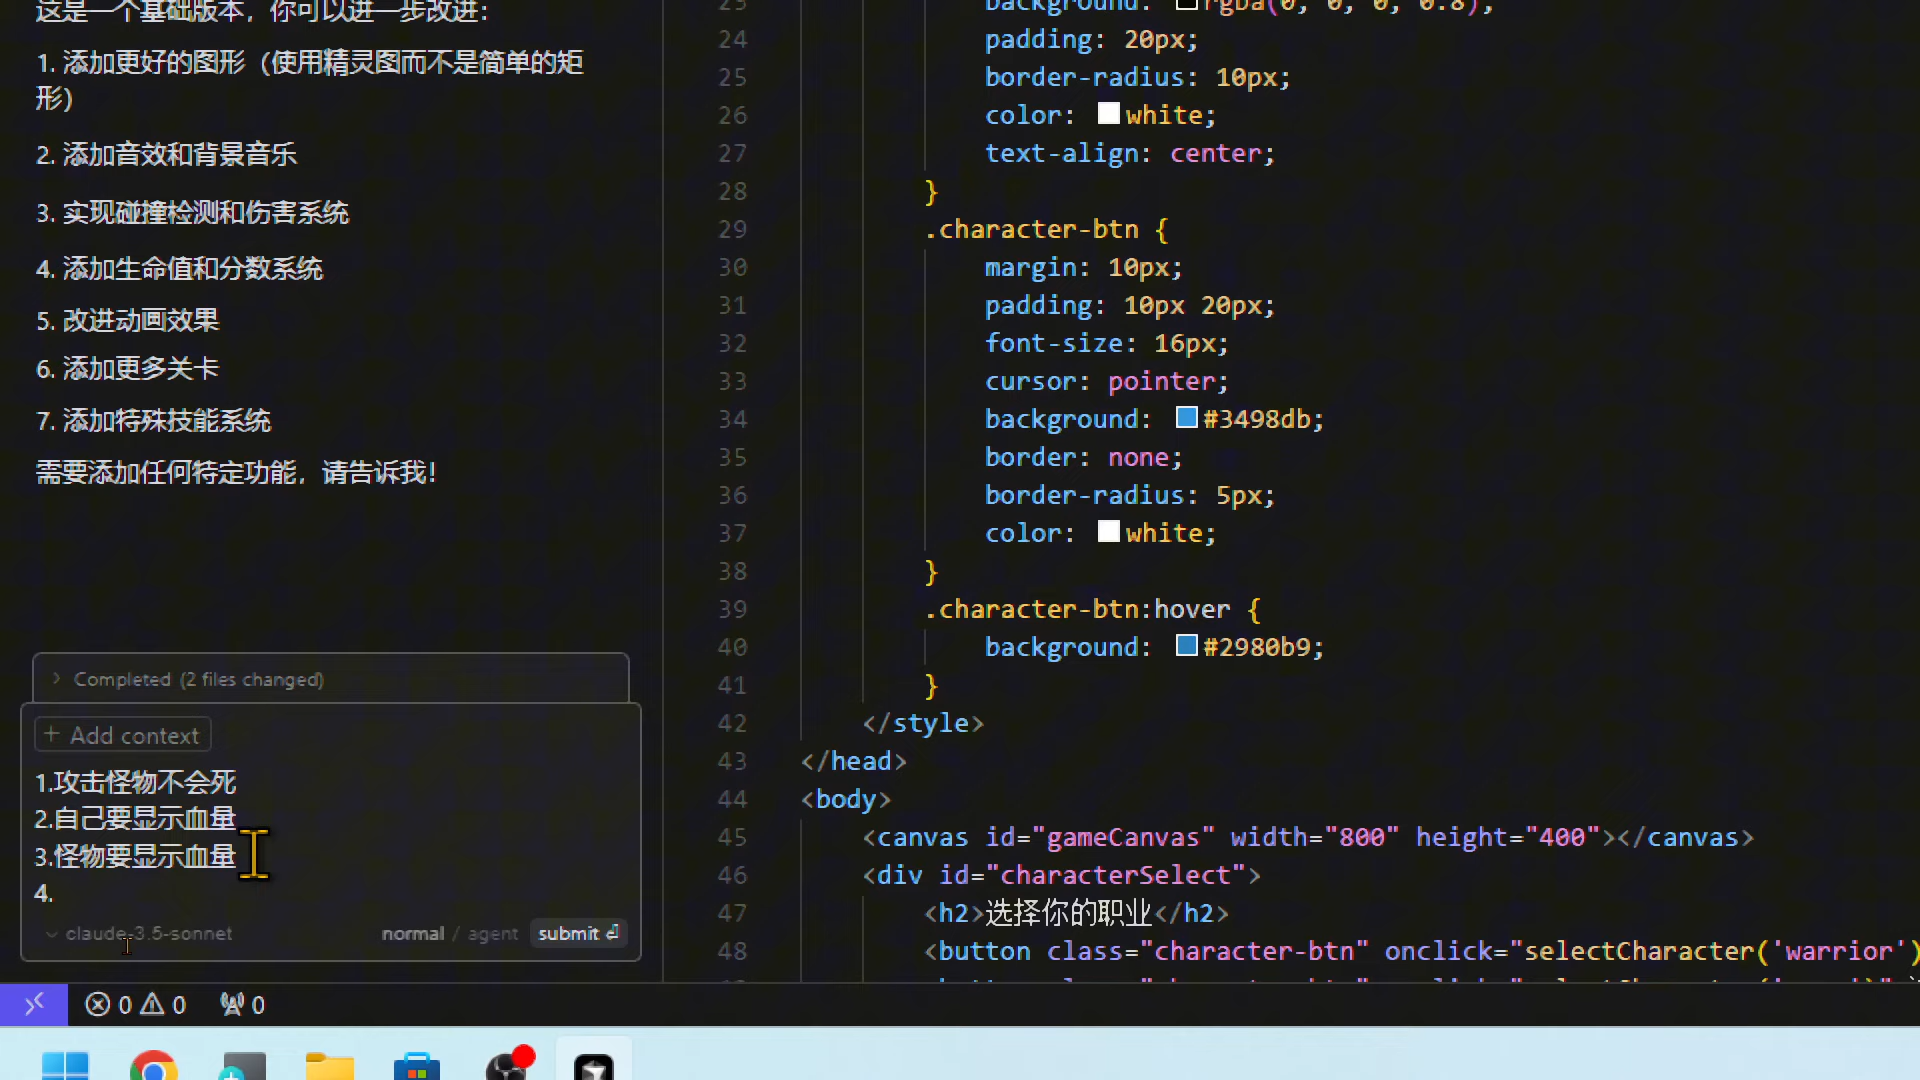 这是一个基础版本，你可以进一步改进：
1. 添加更好的图形（使用精灵图而不是简单的矩
形）
2. 添加音效和背景音乐
3. 实现碰撞检测和伤害系统
4. 添加生命值和分数系统
5. 改进动画效果
6. 添加更多关卡
7. 添加特殊技能系统
需要添加任何特定功能，请告诉我！
Completed (2 files changed)
+ Add context
1.攻击怪物不会死
2.自己要显示血量
3.怪物要显示血量
4.
claude-3.5-sonnet
normal / agent submit
0 0 0
23 background: rgba(0, 0, 0, 0.8);
24 padding: 20px;
25 border-radius: 10px;
26 color: white;
27 text-align: center;
28 }
29 .character-btn {
30 margin: 10px;
31 padding: 10px 20px;
32 font-size: 16px;
33 cursor: pointer;
34 background: #3498db;
35 border: none;
36 border-radius: 5px;
37 color: white;
38 }
39 .character-btn:hover {
40 background: #2980b9;
41 }
42 </style>
43 </head>
44 <body>
45 <canvas id="gameCanvas" width="800" height="400"></canvas>
46 <div id="characterSelect">
47 <h2>选择你的职业</h2>
48 <button class="character-btn" onclick="selectCharacter('warrior')